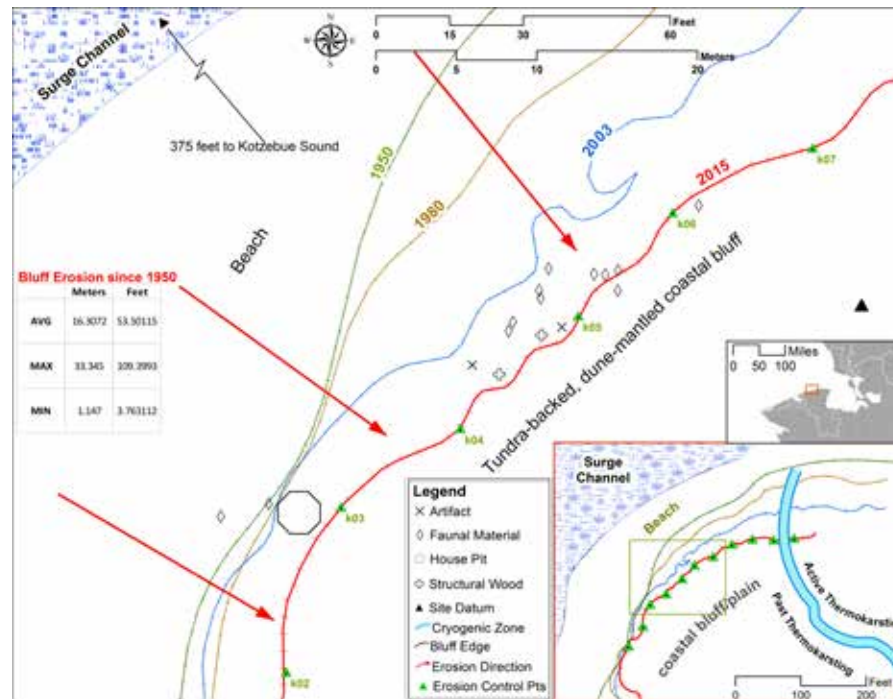 Surge Channel
N
W E
S
Feet
0 15 30 60
Meters
0 5 10 20
375 feet to Kotzebue Sound
1950
1980
2003
2015
k07
k06
k05
k04
k03
k02
Beach
Tundra-backed, dune-mantled coastal bluff
Bluff Erosion since 1950
Meters Feet
AVG 16.3072 53.50115
MAX 33.345 109.3993
MIN 1.147 3.763112
Miles
0 50 100
Legend
Artifact
Faunal Material
House Pit
Structural Wood
Site Datum
Cryogenic Zone
Bluff Edge
Erosion Direction
Erosion Control Pts
Surge
Channel
Beach
coastal bluff/plain
Active Thermokarsting
Past Thermokarsting
Feet
0 100 200